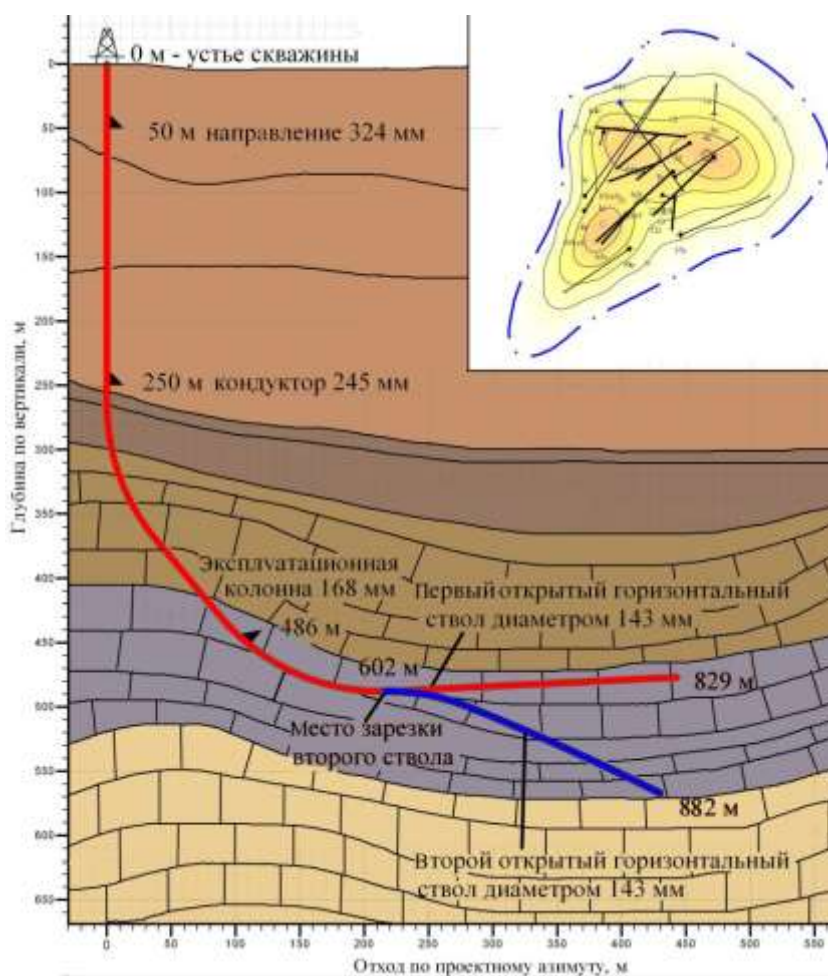 0 м - устье скважины
50 м направление 324 мм
250 м кондуктор 245 мм
Эксплуатационная
колонна 168 мм
486 м
Первый открытый горизонтальный
ствол диаметром 143 мм
602 м
829 м
Место зарезки
второго ствола
882 м
Второй открытый горизонтальный
ствол диаметром 143 мм
Глубина по вертикали, м
0
50
100
150
200
250
300
350
400
450
500
550
600
650
0 50 100 150 200 250 300 350 400 450 500 550
Отход по проектному азимуту, м